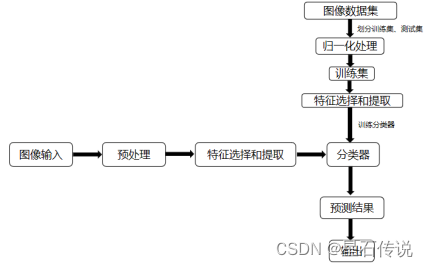 图像数据集
划分训练集、测试集
归一化处理
训练集
特征选择和提取
训练分类器
图像输入
预处理
特征选择和提取
分类器
预测结果
输出
CSDN @晶石传说